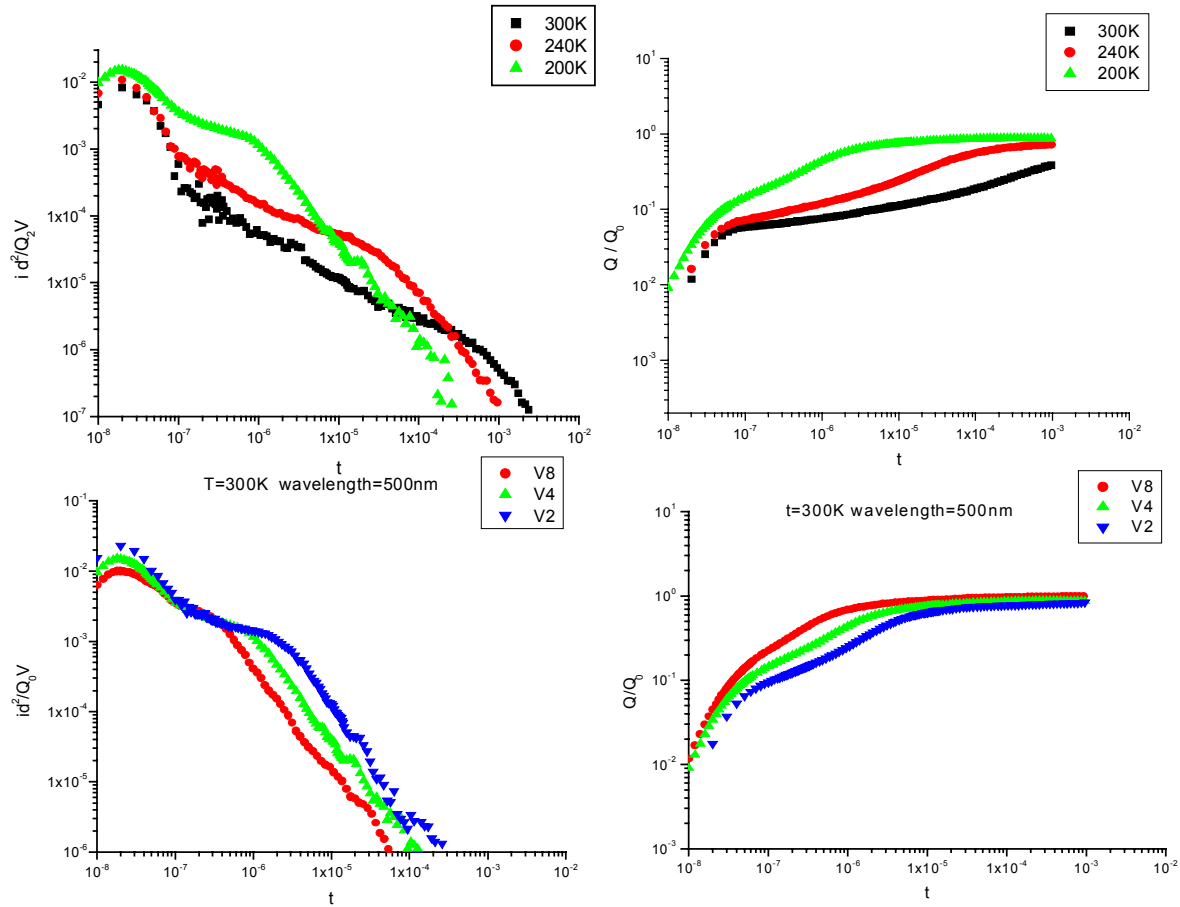 300K
240K
200K
i d²/Q₂V
10⁻²
10⁻³
1x10⁻⁴
1x10⁻⁵
10⁻⁶
10⁻⁷
10⁻⁸ 10⁻⁷ 10⁻⁶ 1x10⁻⁵ 1x10⁻⁴ 10⁻³ 10⁻²
t
300K
240K
200K
Q / Q₀
10¹
10⁰
10⁻¹
10⁻²
10⁻³
10⁻⁸ 10⁻⁷ 10⁻⁶ 1x10⁻⁵ 1x10⁻⁴ 10⁻³ 10⁻²
t
T=300K wavelength=500nm
V8
V4
V2
id²/Q₀V
10⁻¹
10⁻²
10⁻³
1x10⁻⁴
1x10⁻⁵
10⁻⁶
10⁻⁸ 10⁻⁷ 10⁻⁶ 1x10⁻⁵ 1x10⁻⁴ 10⁻³ 10⁻²
t
t=300K wavelength=500nm
V8
V4
V2
Q/Q₀
10¹
10⁰
10⁻¹
10⁻²
10⁻³
10⁻⁸ 10⁻⁷ 10⁻⁶ 1x10⁻⁵ 1x10⁻⁴ 10⁻³ 10⁻²
t